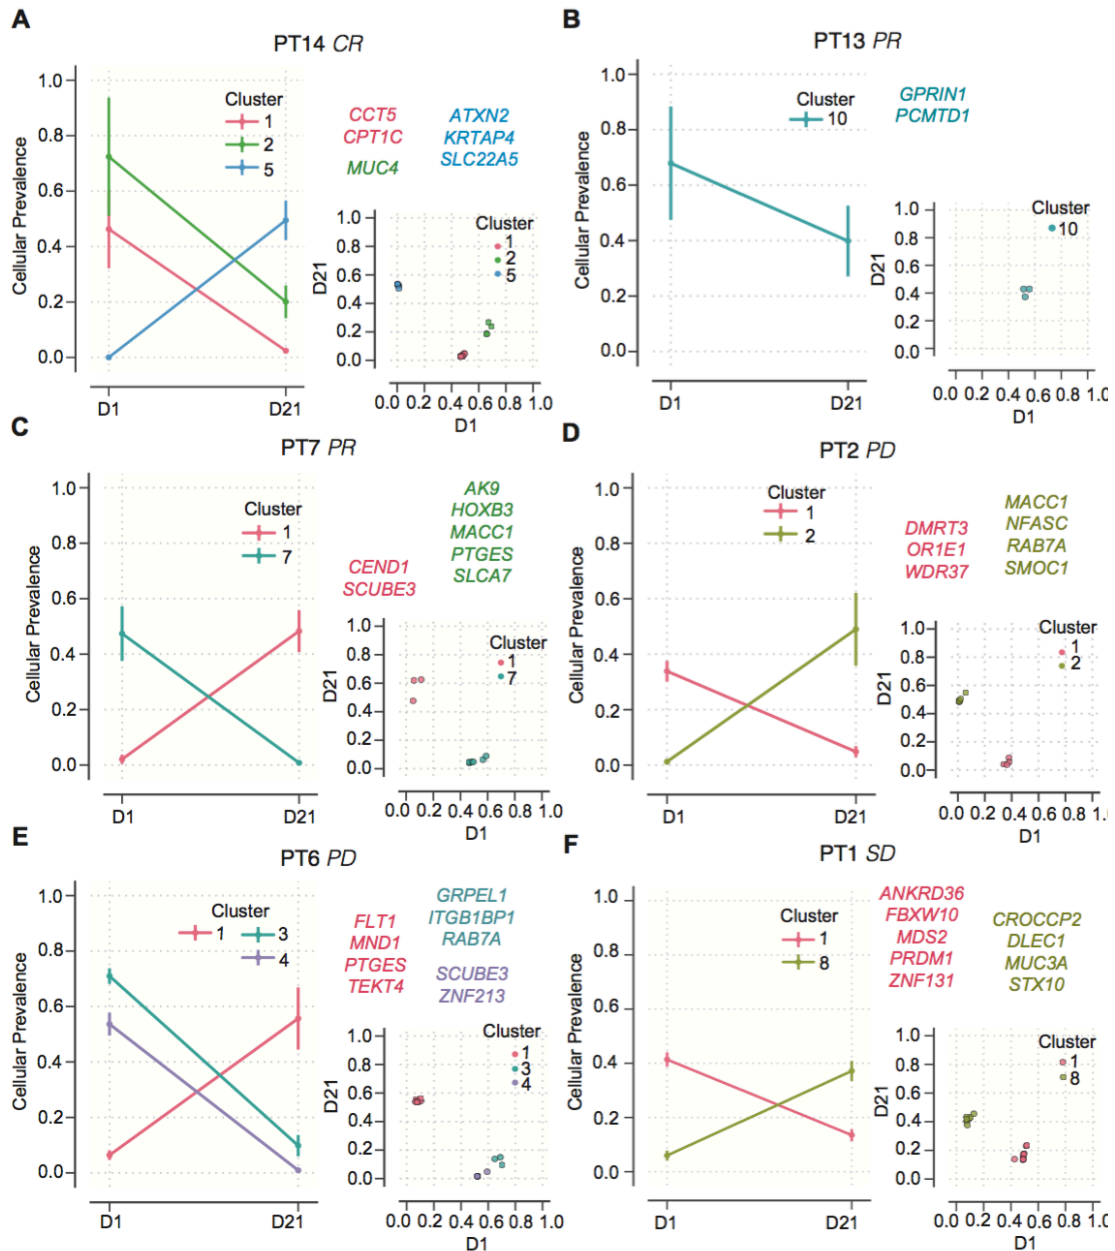 A
PT14 CR
Cellular Prevalence
1.0
0.8
0.6
0.4
0.2
0.0
D1
D21
Cluster
1
2
5
CCT5
CPT1C
MUC4
ATXN2
KRTAP4
SLC22A5
D21
1.0
0.8
0.6
0.4
0.2
0.0
Cluster
1
2
5
0.0 0.2 0.4 0.6 0.8 1.0
D1
B
PT13 PR
1.0
0.8
0.6
0.4
0.2
0.0
D1
D21
Cluster
10
GPRIN1
PCMTD1
D21
1.0
0.8
0.6
0.4
0.2
0.0
Cluster
10
0.0 0.2 0.4 0.6 0.8 1.0
D1
C
PT7 PR
Cellular Prevalence
1.0
0.8
0.6
0.4
0.2
0.0
D1
D21
Cluster
1
7
CEND1
SCUBE3
AK9
HOXB3
MACC1
PTGES
SLCA7
D21
1.0
0.8
0.6
0.4
0.2
0.0
Cluster
1
7
0.0 0.2 0.4 0.6 0.8 1.0
D1
D
PT2 PD
Cellular Prevalence
1.0
0.8
0.6
0.4
0.2
0.0
D1
D21
Cluster
1
2
DMRT3
OR1E1
WDR37
MACC1
NFASC
RAB7A
SMOC1
D21
1.0
0.8
0.6
0.4
0.2
0.0
Cluster
1
2
0.0 0.2 0.4 0.6 0.8 1.0
D1
E
PT6 PD
Cellular Prevalence
1.0
0.8
0.6
0.4
0.2
0.0
D1
D21
Cluster
1
3
4
FLT1
MND1
PTGES
TEKT4
GRPEL1
ITGB1BP1
RAB7A
SCUBE3
ZNF213
D21
1.0
0.8
0.6
0.4
0.2
0.0
Cluster
1
3
4
0.0 0.2 0.4 0.6 0.8 1.0
D1
F
PT1 SD
Cellular Prevalence
1.0
0.8
0.6
0.4
0.2
0.0
D1
D21
Cluster
1
8
ANKRD36
FBXW10
MDS2
PRDM1
ZNF131
CROCCP2
DLEC1
MUC3A
STX10
D21
1.0
0.8
0.6
0.4
0.2
0.0
Cluster
1
8
0.0 0.2 0.4 0.6 0.8 1.0
D1